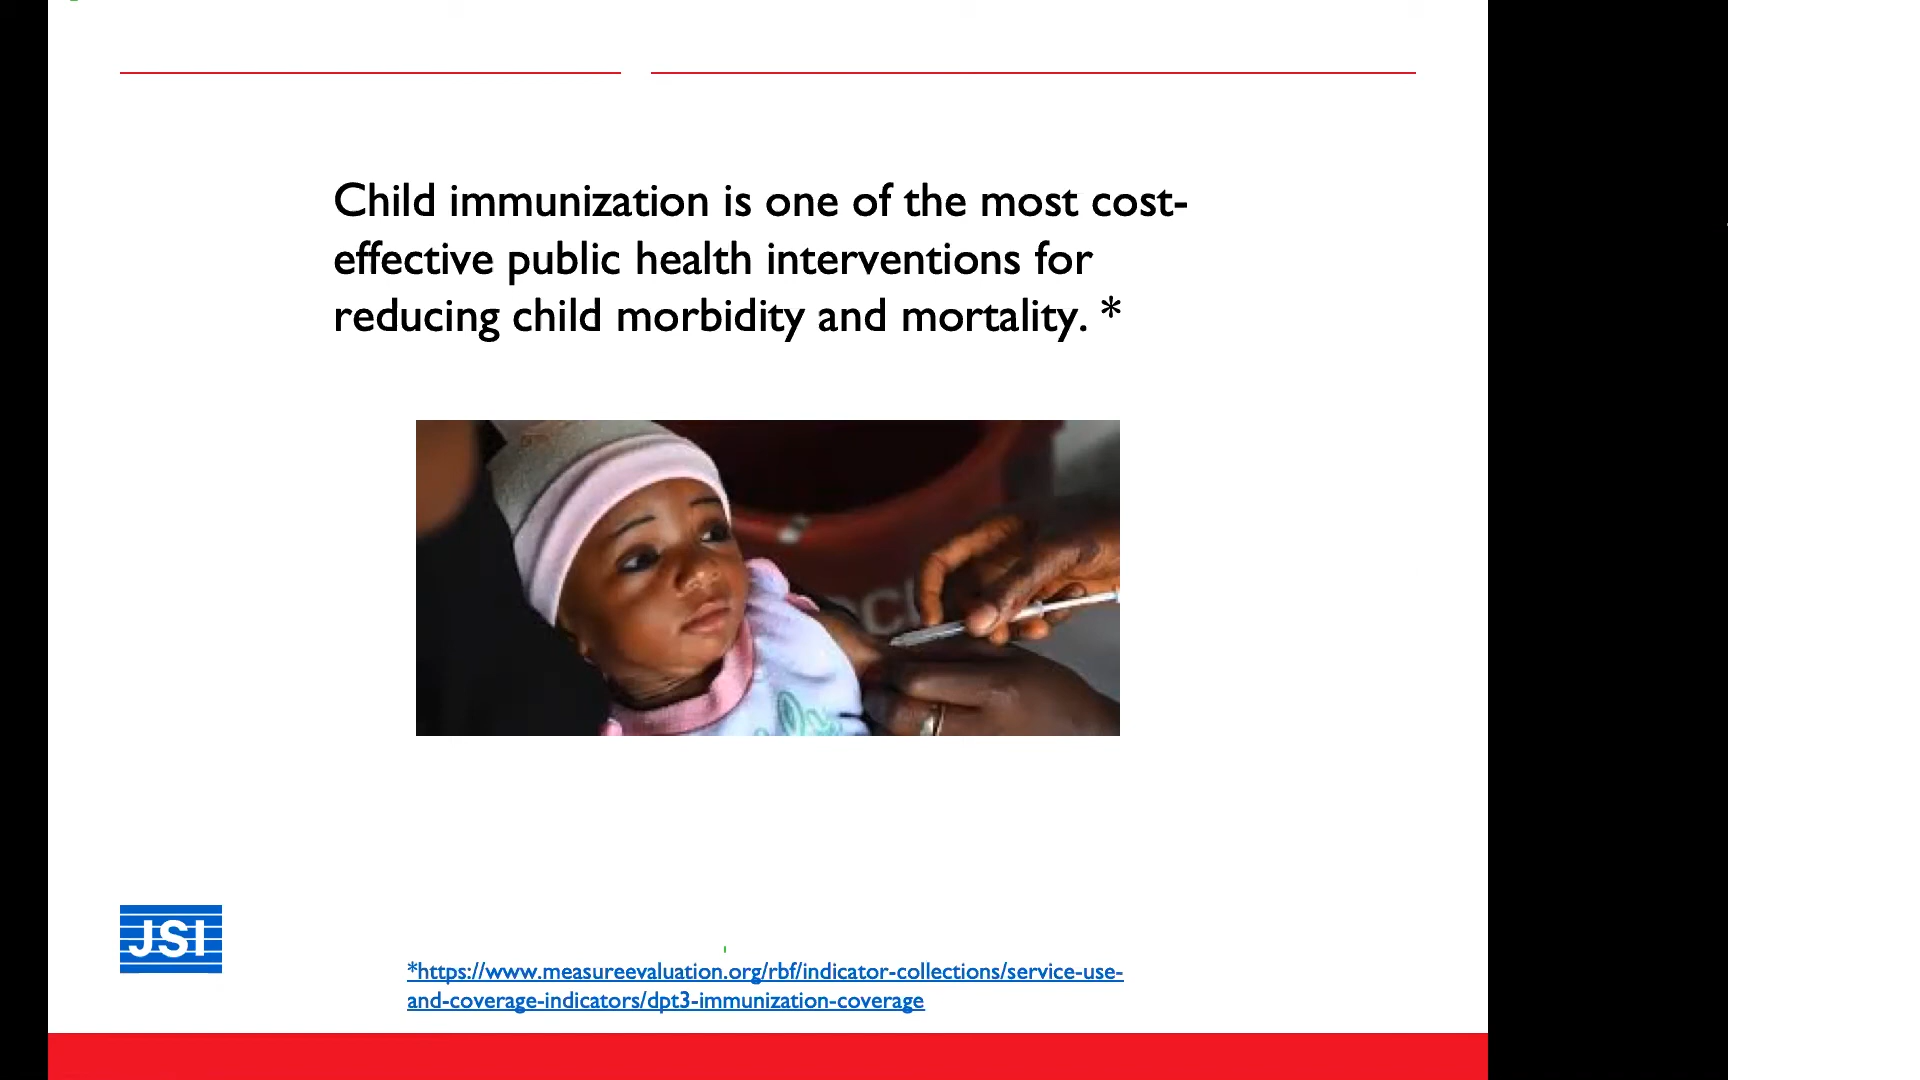 Child immunization is one of the most cost-
effective public health interventions for
reducing child morbidity and mortality. *
JSI
*https://www.measureevaluation.org/rbf/indicator-collections/service-use-
and-coverage-indicators/dpt3-immunization-coverage